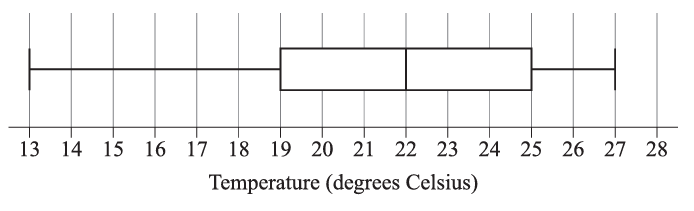 13 14 15 16 17 18 19 20 21 22 23 24 25 26 27 28
Temperature (degrees Celsius)